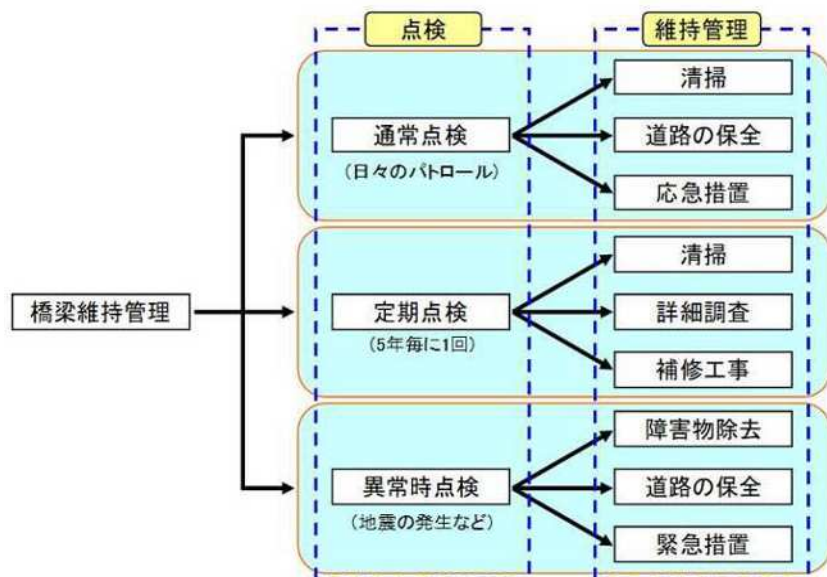 点検
維持管理
橋梁維持管理
通常点検
(日々のパトロール)
清掃
道路の保全
応急措置
定期点検
(5年毎に1回)
清掃
詳細調査
補修工事
異常時点検
(地震の発生など)
障害物除去
道路の保全
緊急措置